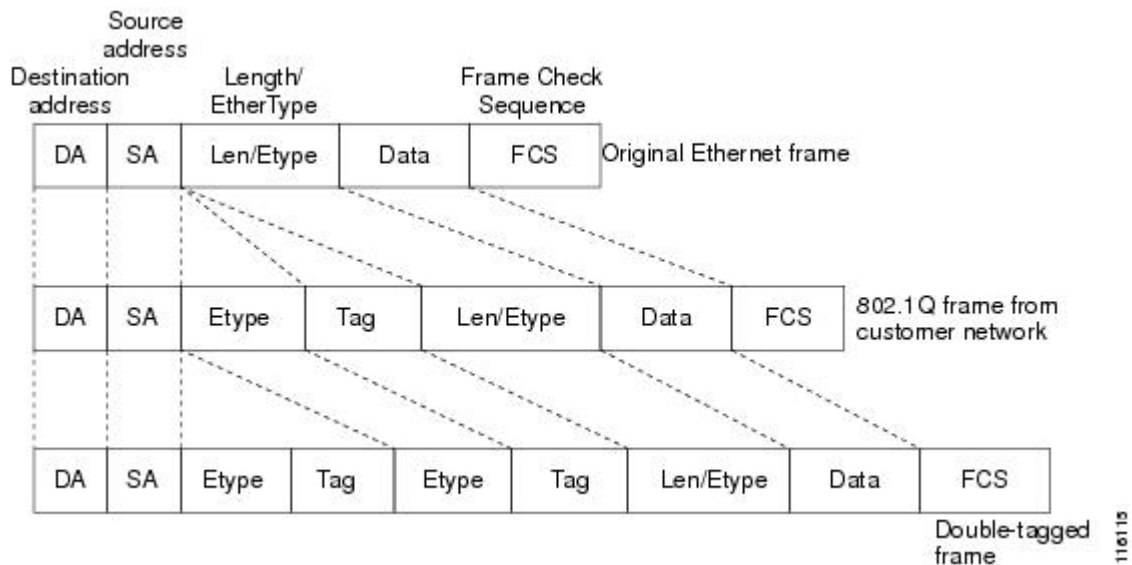 Source
address
Destination
address
Length/
EtherType
Frame Check
Sequence
DA SA Len/Etype Data FCS Original Ethernet frame
DA SA Etype Tag Len/Etype Data FCS
802.1Q frame from
customer network
DA SA Etype Tag Etype Tag Len/Etype Data FCS
Double-tagged
frame
116115